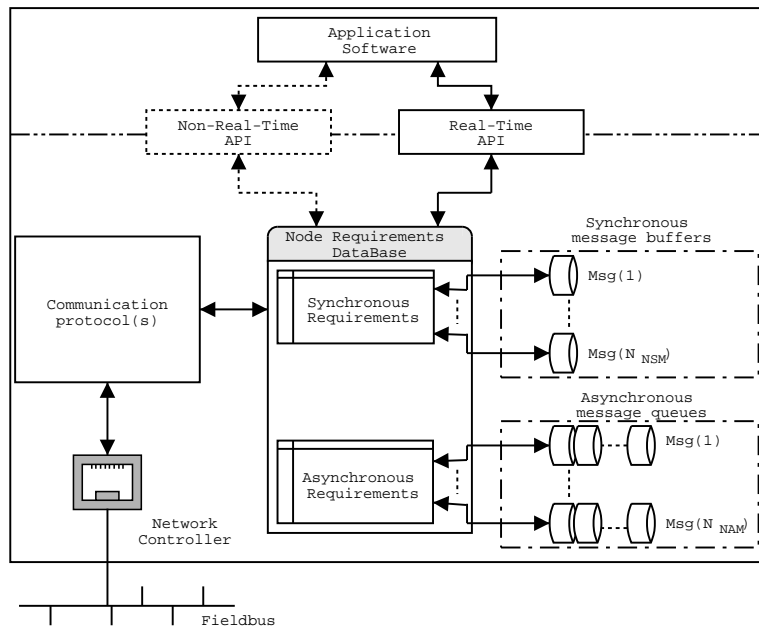 Application
Software
Non-Real-Time
API
Real-Time
API
Node Requirements
DataBase
Synchronous
message buffers
Communication
protocol(s)
Synchronous
Requirements
Msg(1)
Msg(N NSM)
Asynchronous
message queues
Asynchronous
Requirements
Msg(1)
Msg(N NAM)
Network
Controller
Fieldbus